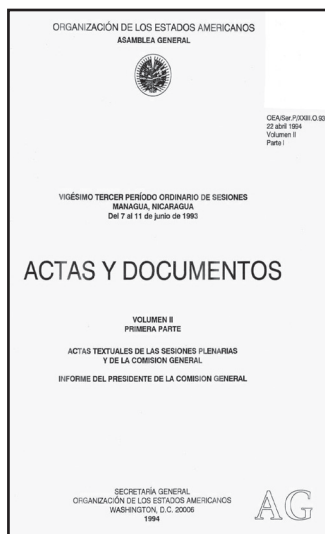 ORGANIZACIÓN DE LOS ESTADOS AMERICANOS
ASAMBLEA GENERAL
OEA/Ser.P/XXIII.O.93
22 abril 1994
Volumen II
Parte I
VIGÉSIMO TERCER PERÍODO ORDINARIO DE SESIONES
MANAGUA, NICARAGUA
Del 7 al 11 de junio de 1993
ACTAS Y DOCUMENTOS
VOLUMEN II
PRIMERA PARTE
ACTAS TEXTUALES DE LAS SESIONES PLENARIAS
Y DE LA COMISION GENERAL
INFORME DEL PRESIDENTE DE LA COMISION GENERAL
SECRETARÍA GENERAL
ORGANIZACIÓN DE LOS ESTADOS AMERICANOS
WASHINGTON, D.C. 20006
1994
AG